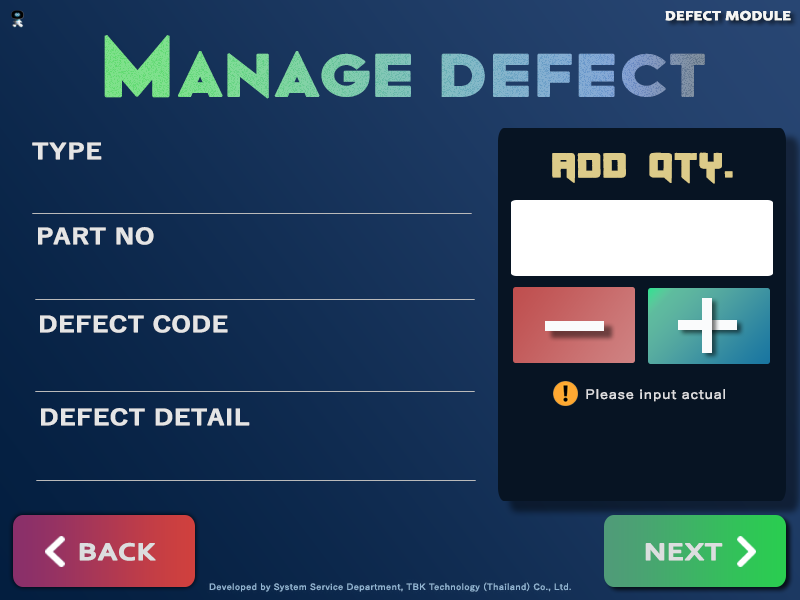 DEFECT MODULE
MANAGE DEFECT
TYPE
PART NO
DEFECT CODE
DEFECT DETAIL
ADD QTY.
Please input actual
BACK
NEXT
Developed by System Service Department, TBK Technology (Thailand) Co., Ltd.